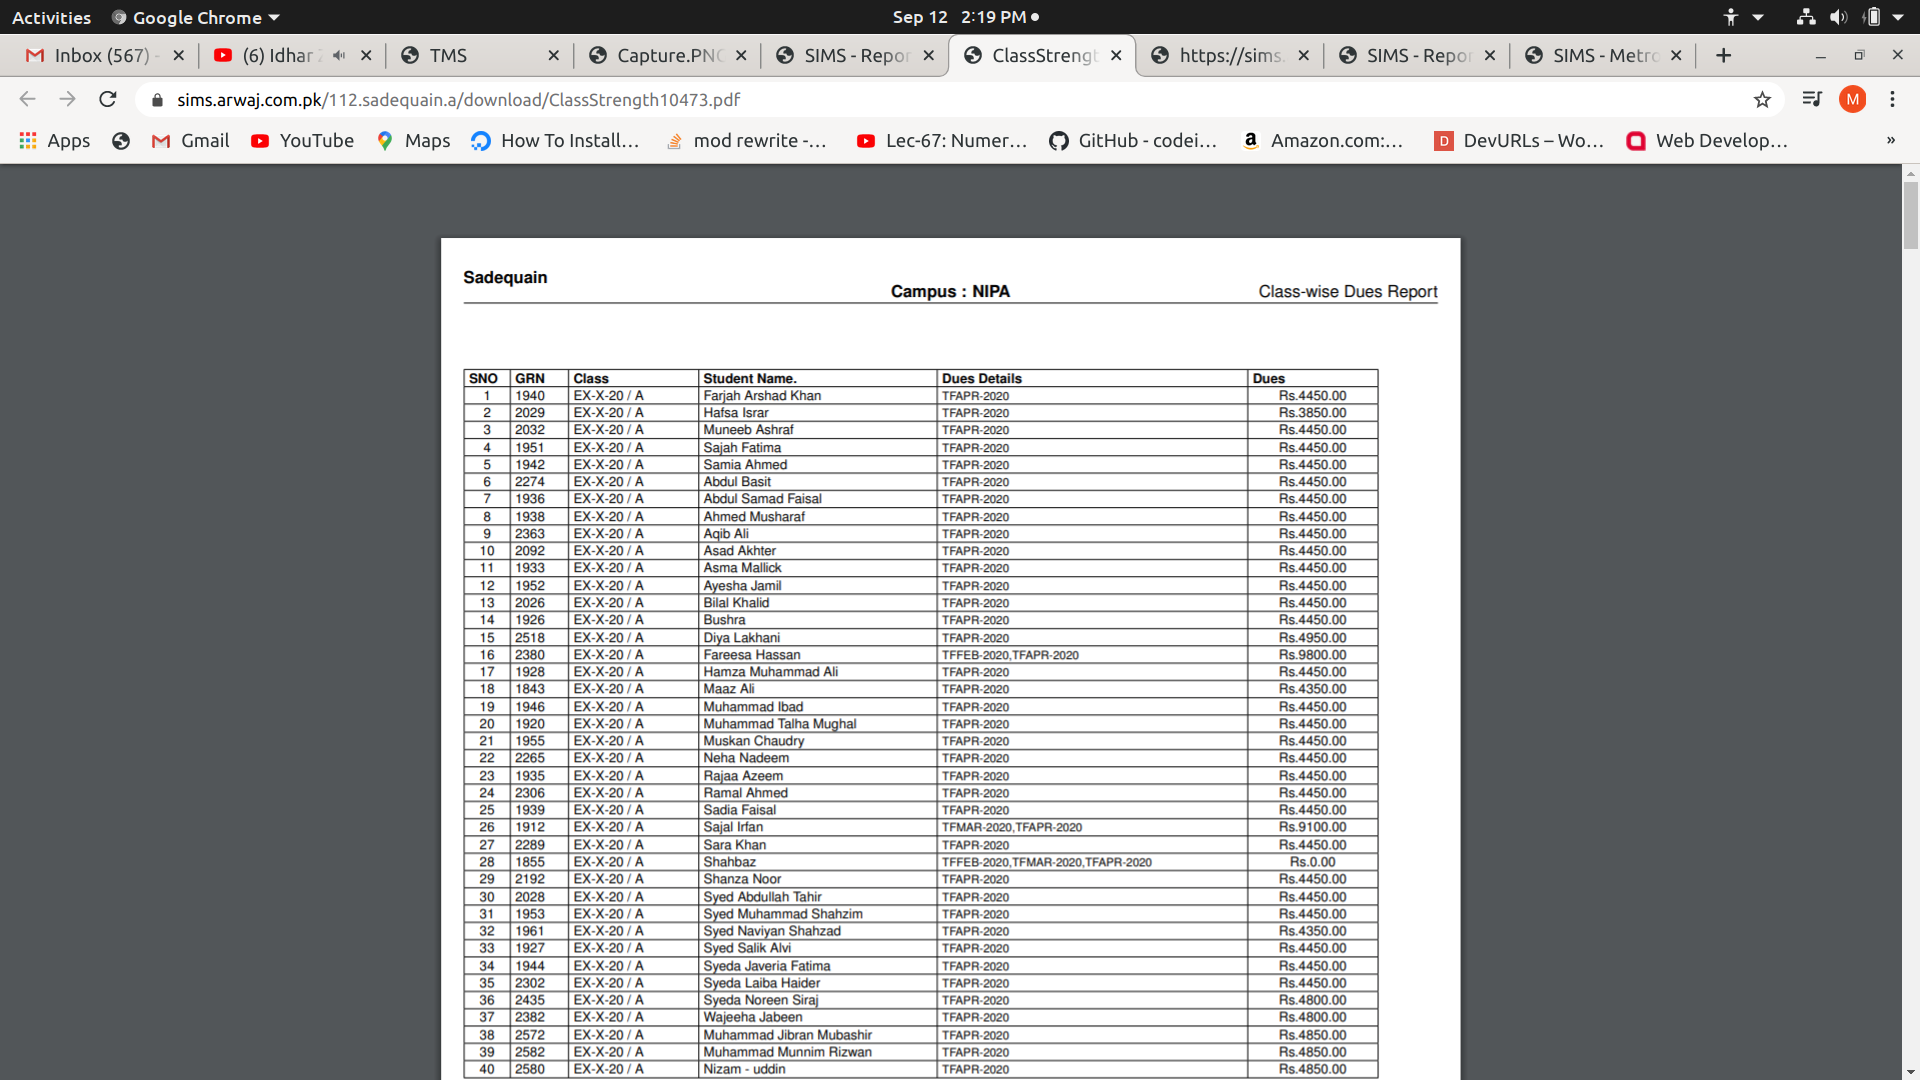 Activities Google Chrome Sep 12 2:19 PM
Inbox (567) - (6) Idhar TMS Capture.PNG SIMS - Repor ClassStrengt https://sims. SIMS - Repor SIMS - Metro
sims.arwaj.com.pk/112.sadequain.a/download/ClassStrength10473.pdf M
Apps Gmail YouTube Maps How To Install... mod rewrite -... Lec-67: Numer... GitHub - codei... Amazon.com:... DevURLs – Wo... Web Develop... »
Sadequain
Campus : NIPA Class-wise Dues Report
SNO GRN Class Student Name. Dues Details Dues
1 1940 EX-X-20 / A Farjah Arshad Khan TFAPR-2020 Rs.4450.00
2 2029 EX-X-20 / A Hafsa Israr TFAPR-2020 Rs.3850.00
3 2032 EX-X-20 / A Muneeb Ashraf TFAPR-2020 Rs.4450.00
4 1951 EX-X-20 / A Sajah Fatima TFAPR-2020 Rs.4450.00
5 1942 EX-X-20 / A Samia Ahmed TFAPR-2020 Rs.4450.00
6 2274 EX-X-20 / A Abdul Basit TFAPR-2020 Rs.4450.00
7 1936 EX-X-20 / A Abdul Samad Faisal TFAPR-2020 Rs.4450.00
8 1938 EX-X-20 / A Ahmed Musharaf TFAPR-2020 Rs.4450.00
9 2363 EX-X-20 / A Aqib Ali TFAPR-2020 Rs.4450.00
10 2092 EX-X-20 / A Asad Akhter TFAPR-2020 Rs.4450.00
11 1933 EX-X-20 / A Asma Mallick TFAPR-2020 Rs.4450.00
12 1952 EX-X-20 / A Ayesha Jamil TFAPR-2020 Rs.4450.00
13 2026 EX-X-20 / A Bilal Khalid TFAPR-2020 Rs.4450.00
14 1926 EX-X-20 / A Bushra TFAPR-2020 Rs.4450.00
15 2518 EX-X-20 / A Diya Lakhani TFAPR-2020 Rs.4950.00
16 2380 EX-X-20 / A Fareesa Hassan TFFEB-2020,TFAPR-2020 Rs.9800.00
17 1928 EX-X-20 / A Hamza Muhammad Ali TFAPR-2020 Rs.4450.00
18 1843 EX-X-20 / A Maaz Ali TFAPR-2020 Rs.4350.00
19 1946 EX-X-20 / A Muhammad Ibad TFAPR-2020 Rs.4450.00
20 1920 EX-X-20 / A Muhammad Talha Mughal TFAPR-2020 Rs.4450.00
21 1955 EX-X-20 / A Muskan Chaudry TFAPR-2020 Rs.4450.00
22 2265 EX-X-20 / A Neha Nadeem TFAPR-2020 Rs.4450.00
23 1935 EX-X-20 / A Rajaa Azeem TFAPR-2020 Rs.4450.00
24 2306 EX-X-20 / A Ramal Ahmed TFAPR-2020 Rs.4450.00
25 1939 EX-X-20 / A Sadia Faisal TFAPR-2020 Rs.4450.00
26 1912 EX-X-20 / A Sajal Irfan TFMAR-2020,TFAPR-2020 Rs.9100.00
27 2289 EX-X-20 / A Sara Khan TFAPR-2020 Rs.4450.00
28 1855 EX-X-20 / A Shahbaz TFFEB-2020,TFMAR-2020,TFAPR-2020 Rs.0.00
29 2192 EX-X-20 / A Shanza Noor TFAPR-2020 Rs.4450.00
30 2028 EX-X-20 / A Syed Abdullah Tahir TFAPR-2020 Rs.4450.00
31 1953 EX-X-20 / A Syed Muhammad Shahzim TFAPR-2020 Rs.4450.00
32 1961 EX-X-20 / A Syed Naviyan Shahzad TFAPR-2020 Rs.4350.00
33 1927 EX-X-20 / A Syed Salik Alvi TFAPR-2020 Rs.4450.00
34 1944 EX-X-20 / A Syeda Javeria Fatima TFAPR-2020 Rs.4450.00
35 2302 EX-X-20 / A Syeda Laiba Haider TFAPR-2020 Rs.4450.00
36 2435 EX-X-20 / A Syeda Noreen Siraj TFAPR-2020 Rs.4800.00
37 2382 EX-X-20 / A Wajeeha Jabeen TFAPR-2020 Rs.4800.00
38 2572 EX-X-20 / A Muhammad Jibran Mubashir TFAPR-2020 Rs.4850.00
39 2582 EX-X-20 / A Muhammad Munnim Rizwan TFAPR-2020 Rs.4850.00
40 2580 EX-X-20 / A Nizam - uddin TFAPR-2020 Rs.4850.00